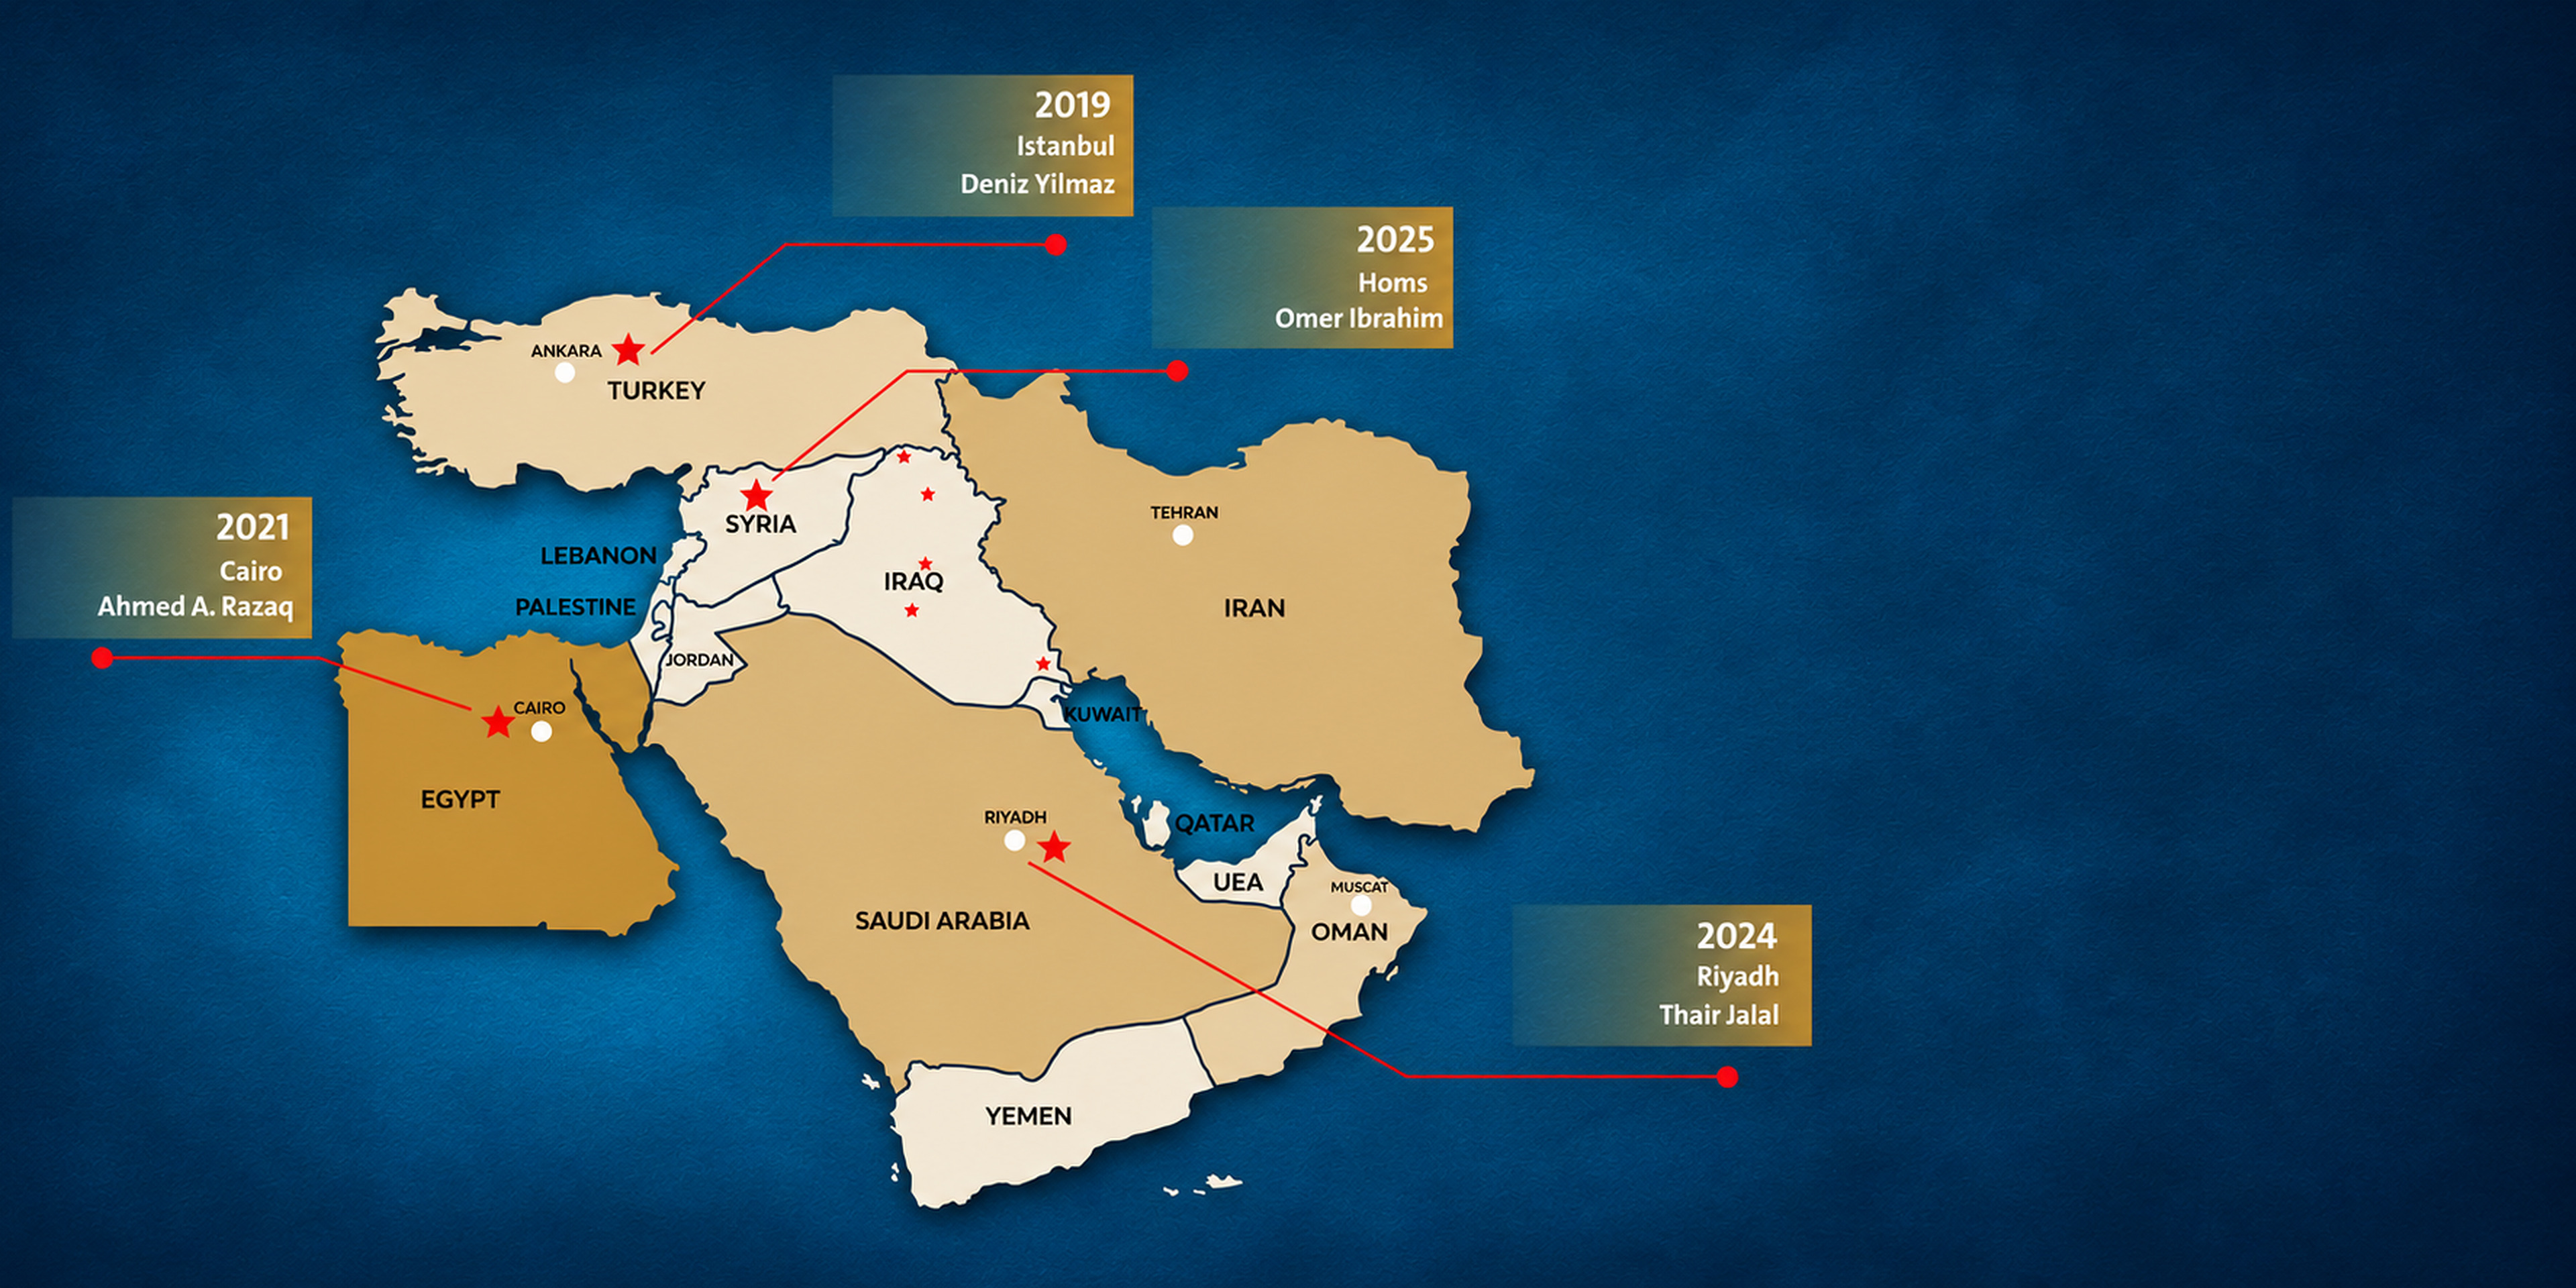 2019
Istanbul
Deniz Yilmaz
2025
Homs
Omer Ibrahim
ANKARA
TURKEY
2021
Cairo
Ahmed A. Razaq
SYRIA
TEHRAN
LEBANON
IRAQ
PALESTINE
IRAN
JORDAN
CAIRO
KUWAIT
EGYPT
RIYADH
QATAR
UEA
MUSCAT
SAUDI ARABIA
OMAN
2024
Riyadh
Thair Jalal
YEMEN